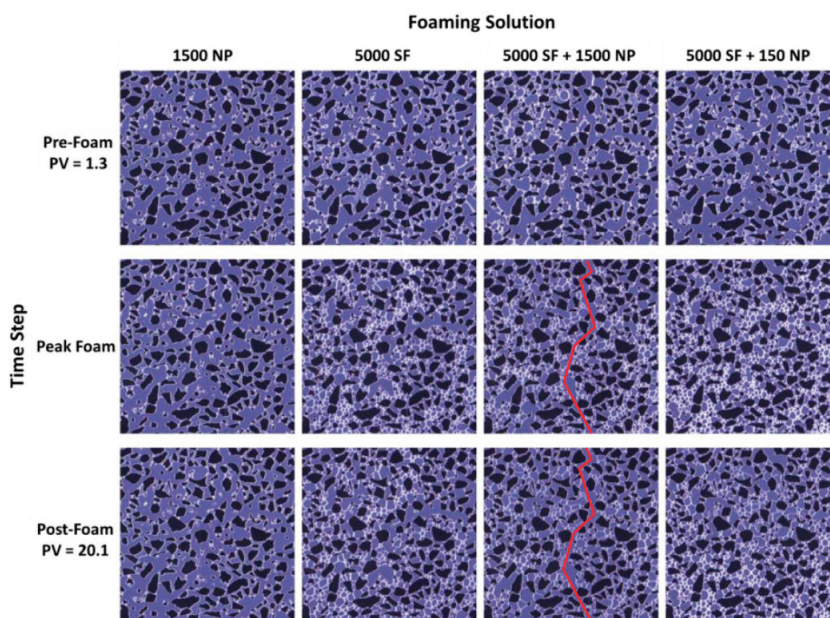 Foaming Solution
1500 NP
5000 SF
5000 SF + 1500 NP
5000 SF + 150 NP
Time Step
Pre-Foam
PV = 1.3
Peak Foam
Post-Foam
PV = 20.1